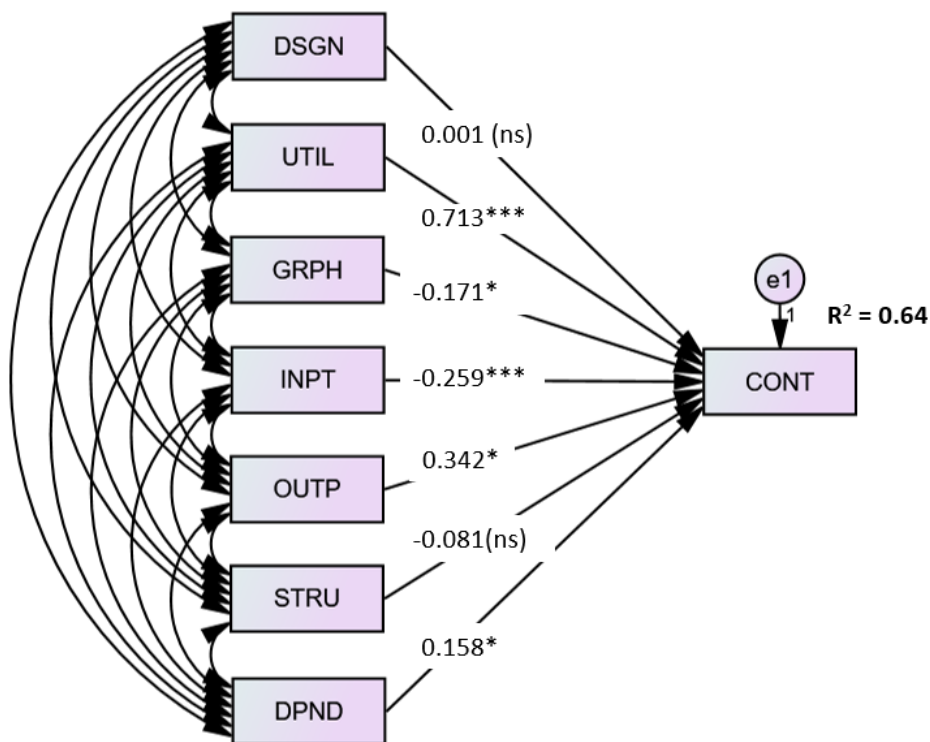 DSGN
0.001 (ns)
UTIL
0.713***
GRPH
-0.171*
e1
1
R² = 0.64
INPT
-0.259***
CONT
OUTP
0.342*
STRU
-0.081(ns)
DPND
0.158*